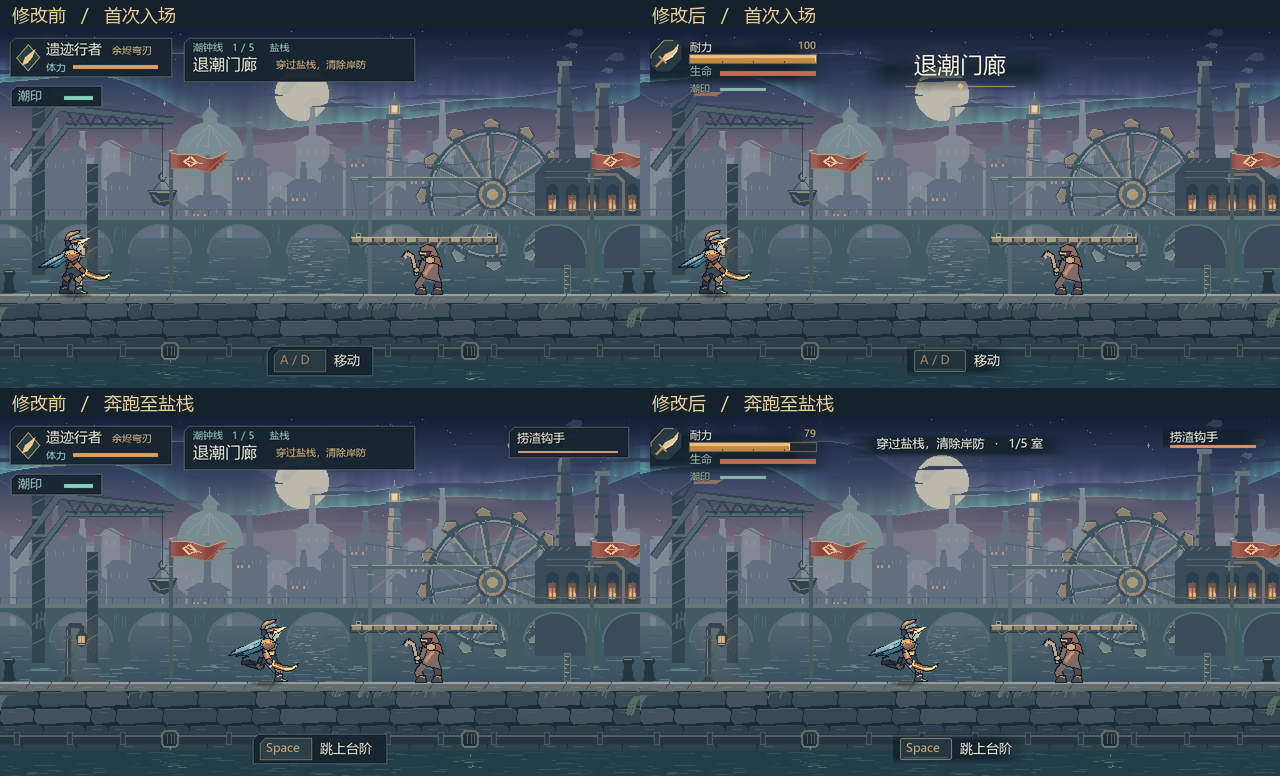 修改前 / 首次入场
遗迹行者 余烬弯刃
体力
潮印
潮钟线 1 / 5 盐栈
退潮门廊 穿过盐栈，清除岸防
A / D 移动
修改后 / 首次入场
耐力 100
生命
潮印
退潮门廊
A / D 移动
修改前 / 奔跑至盐栈
遗迹行者 余烬弯刃
体力
潮印
潮钟线 1 / 5 盐栈
退潮门廊 穿过盐栈，清除岸防
捞渣钩手
Space 跳上台阶
修改后 / 奔跑至盐栈
耐力 79
生命
潮印
穿过盐栈，清除岸防 · 1/5 室
捞渣钩手
Space 跳上台阶